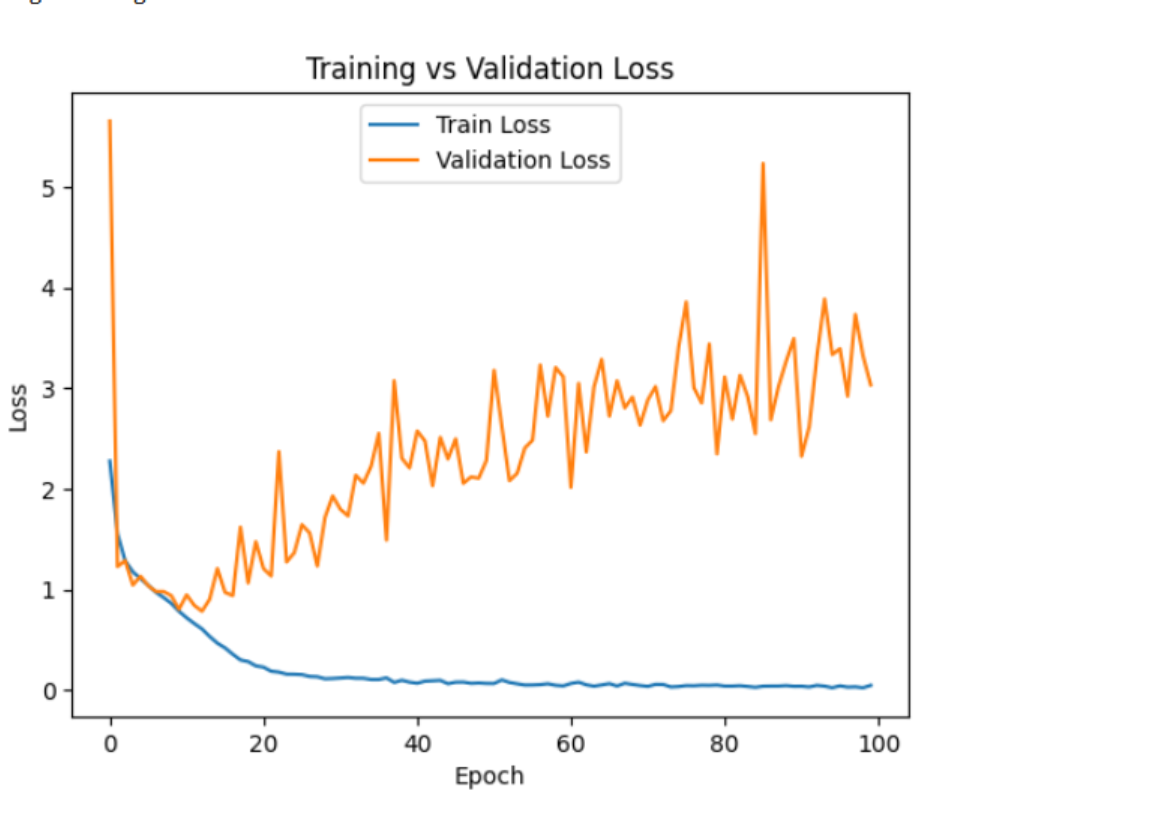 Training vs Validation Loss
Train Loss
Validation Loss
5
4
3
2
1
0
Loss
0 20 40 60 80 100
Epoch